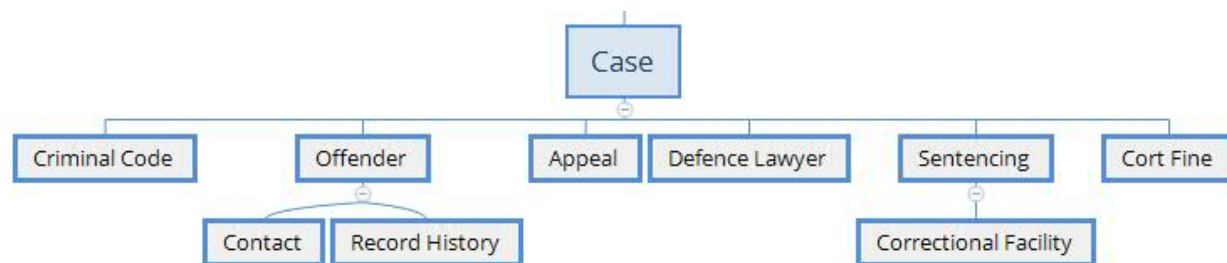 Case
Criminal Code
Offender
Appeal
Defence Lawyer
Sentencing
Cort Fine
Contact
Record History
Correctional Facility